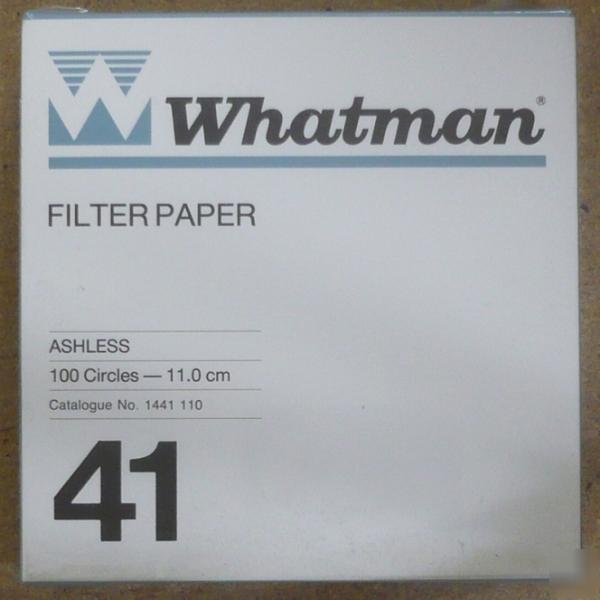 Whatman®
FILTER PAPER
ASHLESS
100 Circles — 11.0 cm
Catalogue No. 1441 110
41